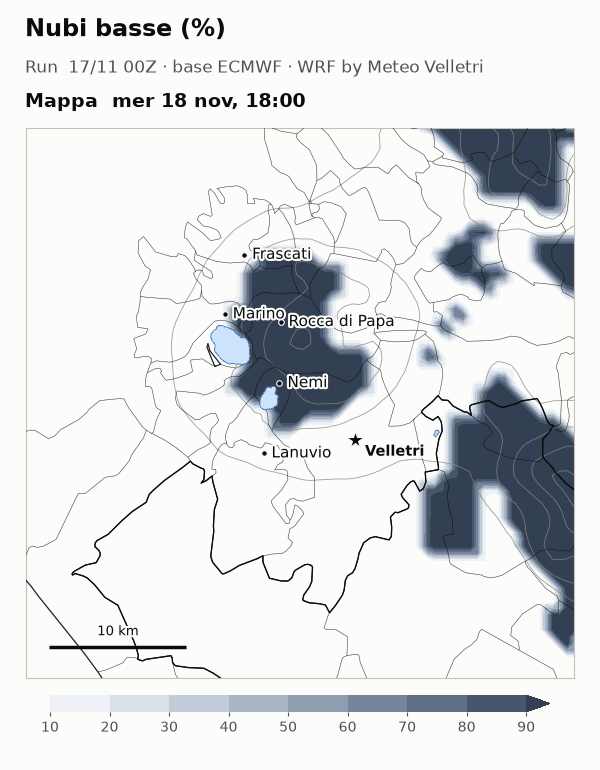 Nubi basse (%)
Run 17/11 00Z · base ECMWF · WRF by Meteo Velletri
Mappa mer 18 nov, 18:00
Frascati
Marino
Rocca di Papa
Nemi
Velletri
Lanuvio
10 km
10 20 30 40 50 60 70 80 90